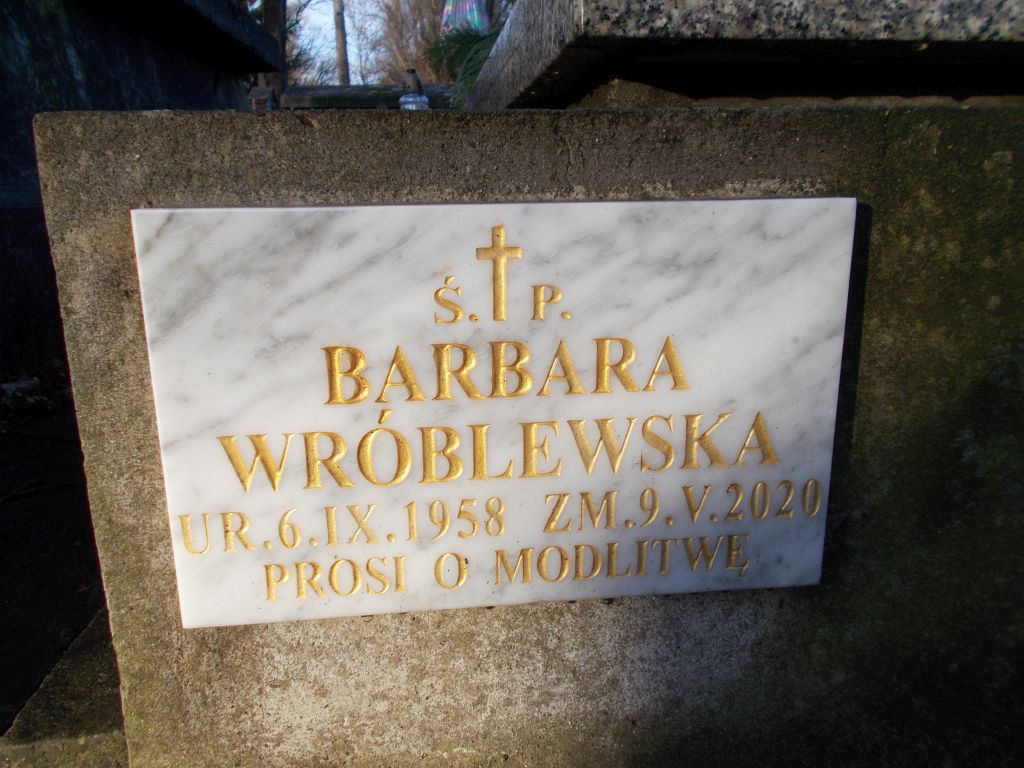 Ś. P.
BARBARA
WRÓBLEWSKA
UR.6.IX.1958 ZM.9.V.2020
PROSI O MODLITWĘ